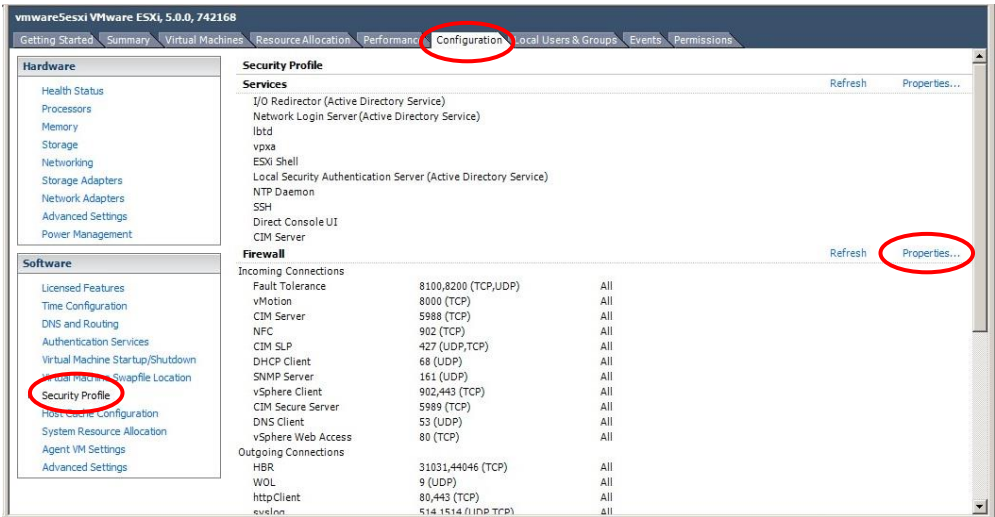 vmware5esxi VMware ESXi, 5.0.0, 742168
Getting Started Summary Virtual Machines Resource Allocation Performance Configuration Local Users & Groups Events Permissions
Hardware
Health Status
Processors
Memory
Storage
Networking
Storage Adapters
Network Adapters
Advanced Settings
Power Management
Software
Licensed Features
Time Configuration
DNS and Routing
Authentication Services
Virtual Machine Startup/Shutdown
Virtual Machine Swapfile Location
Security Profile
Host Cache Configuration
System Resource Allocation
Agent VM Settings
Advanced Settings
Security Profile
Services Refresh Properties...
I/O Redirector (Active Directory Service)
Network Login Server (Active Directory Service)
lbtd
vpxa
ESXi Shell
Local Security Authentication Server (Active Directory Service)
NTP Daemon
SSH
Direct Console UI
CIM Server
Firewall Refresh Properties...
Incoming Connections
Fault Tolerance 8100,8200 (TCP,UDP) All
vMotion 8000 (TCP) All
CIM Server 5988 (TCP) All
NFC 902 (TCP) All
CIM SLP 427 (UDP,TCP) All
DHCP Client 68 (UDP) All
SNMP Server 161 (UDP) All
vSphere Client 902,443 (TCP) All
CIM Secure Server 5989 (TCP) All
DNS Client 53 (UDP) All
vSphere Web Access 80 (TCP) All
Outgoing Connections
HBR 31031,44046 (TCP) All
WOL 9 (UDP) All
httpClient 80,443 (TCP) All
syslog 514,1514 (UDP,TCP) All